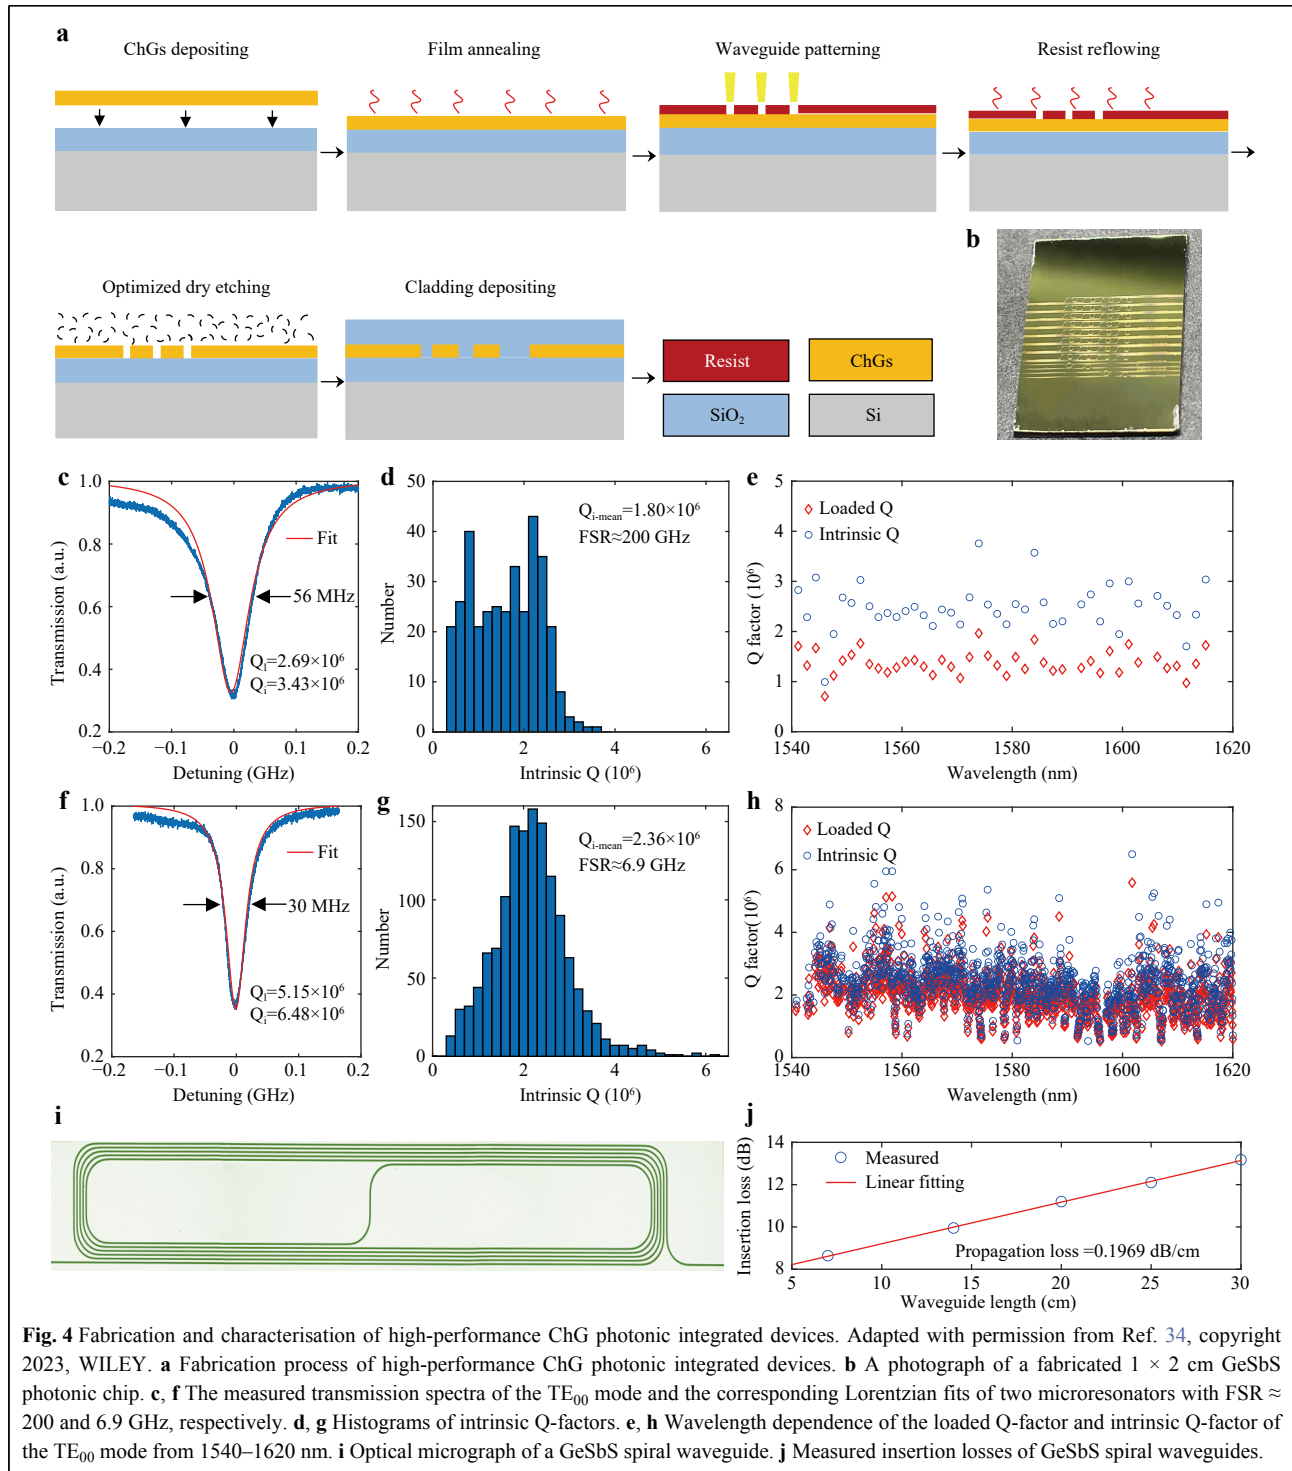 a
ChGs depositing
Film annealing
Waveguide patterning
Resist reflowing
b
Optimized dry etching
Cladding depositing
Resist
ChGs
SiO₂
Si
c
1.0
1.0
0.8
0.6
0.4
0.2
Transmission (a.u.)
Fit
56 MHz
Qᵢ=2.69×10⁶
Qᵢ=3.43×10⁶
−0.2
−0.1
0
0.1
0.2
Detuning (GHz)
d
50
40
30
20
10
0
Number
Q_{i-mean}=1.80×10⁶
FSR≈200 GHz
0
2
4
6
Intrinsic Q (10⁶)
e
5
4
3
2
1
0
Q factor (10⁶)
Loaded Q
Intrinsic Q
1540
1560
1580
1600
1620
Wavelength (nm)
f
1.0
0.8
0.6
0.4
0.2
Transmission (a.u.)
Fit
30 MHz
Qₗ=5.15×10⁶
Qᵢ=6.48×10⁶
−0.2
−0.1
0
0.1
0.2
Detuning (GHz)
g
150
100
50
0
Number
Q_{i-mean}=2.36×10⁶
FSR≈6.9 GHz
0
2
4
6
Intrinsic Q (10⁶)
h
8
6
4
2
0
Q factor(10⁶)
Loaded Q
Intrinsic Q
1540
1560
1580
1600
1620
Wavelength (nm)
i
j
14
12
10
8
Insertion loss (dB)
Measured
Linear fitting
Propagation loss =0.1969 dB/cm
5
10
15
20
25
30
Waveguide length (cm)
Fig. 4 Fabrication and characterisation of high-performance ChG photonic integrated devices. Adapted with permission from Ref. 34, copyright
2023, WILEY. a Fabrication process of high-performance ChG photonic integrated devices. b A photograph of a fabricated 1 × 2 cm GeSbS
photonic chip. c, f The measured transmission spectra of the TE₀₀ mode and the corresponding Lorentzian fits of two microresonators with FSR ≈
200 and 6.9 GHz, respectively. d, g Histograms of intrinsic Q-factors. e, h Wavelength dependence of the loaded Q-factor and intrinsic Q-factor of
the TE₀₀ mode from 1540–1620 nm. i Optical micrograph of a GeSbS spiral waveguide. j Measured insertion losses of GeSbS spiral waveguides.